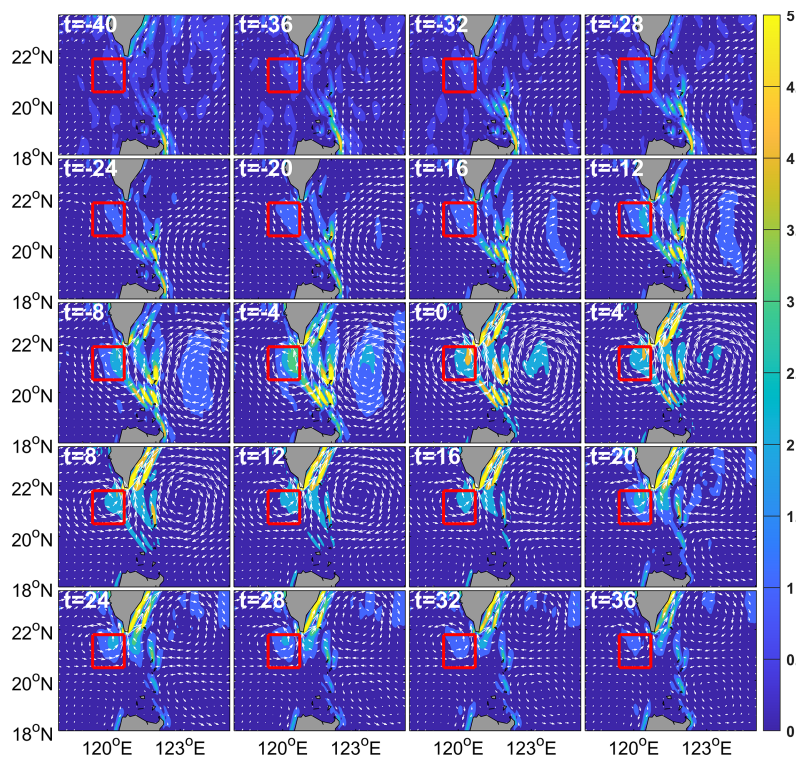 t=-40 t=-36 t=-32 t=-28 5
22°N 4.
20°N 4
18°N
t=-24 t=-20 t=-16 t=-12 3.
22°N
20°N 3
18°N
t=-8 t=-4 t=0 t=4
22°N 2.
20°N
18°N 2
t=8 t=12 t=16 t=20
22°N 1.
20°N
18°N 1
t=24 t=28 t=32 t=36
22°N 0.
20°N
18°N 0
120°E 123°E 120°E 123°E 120°E 123°E 120°E 123°E